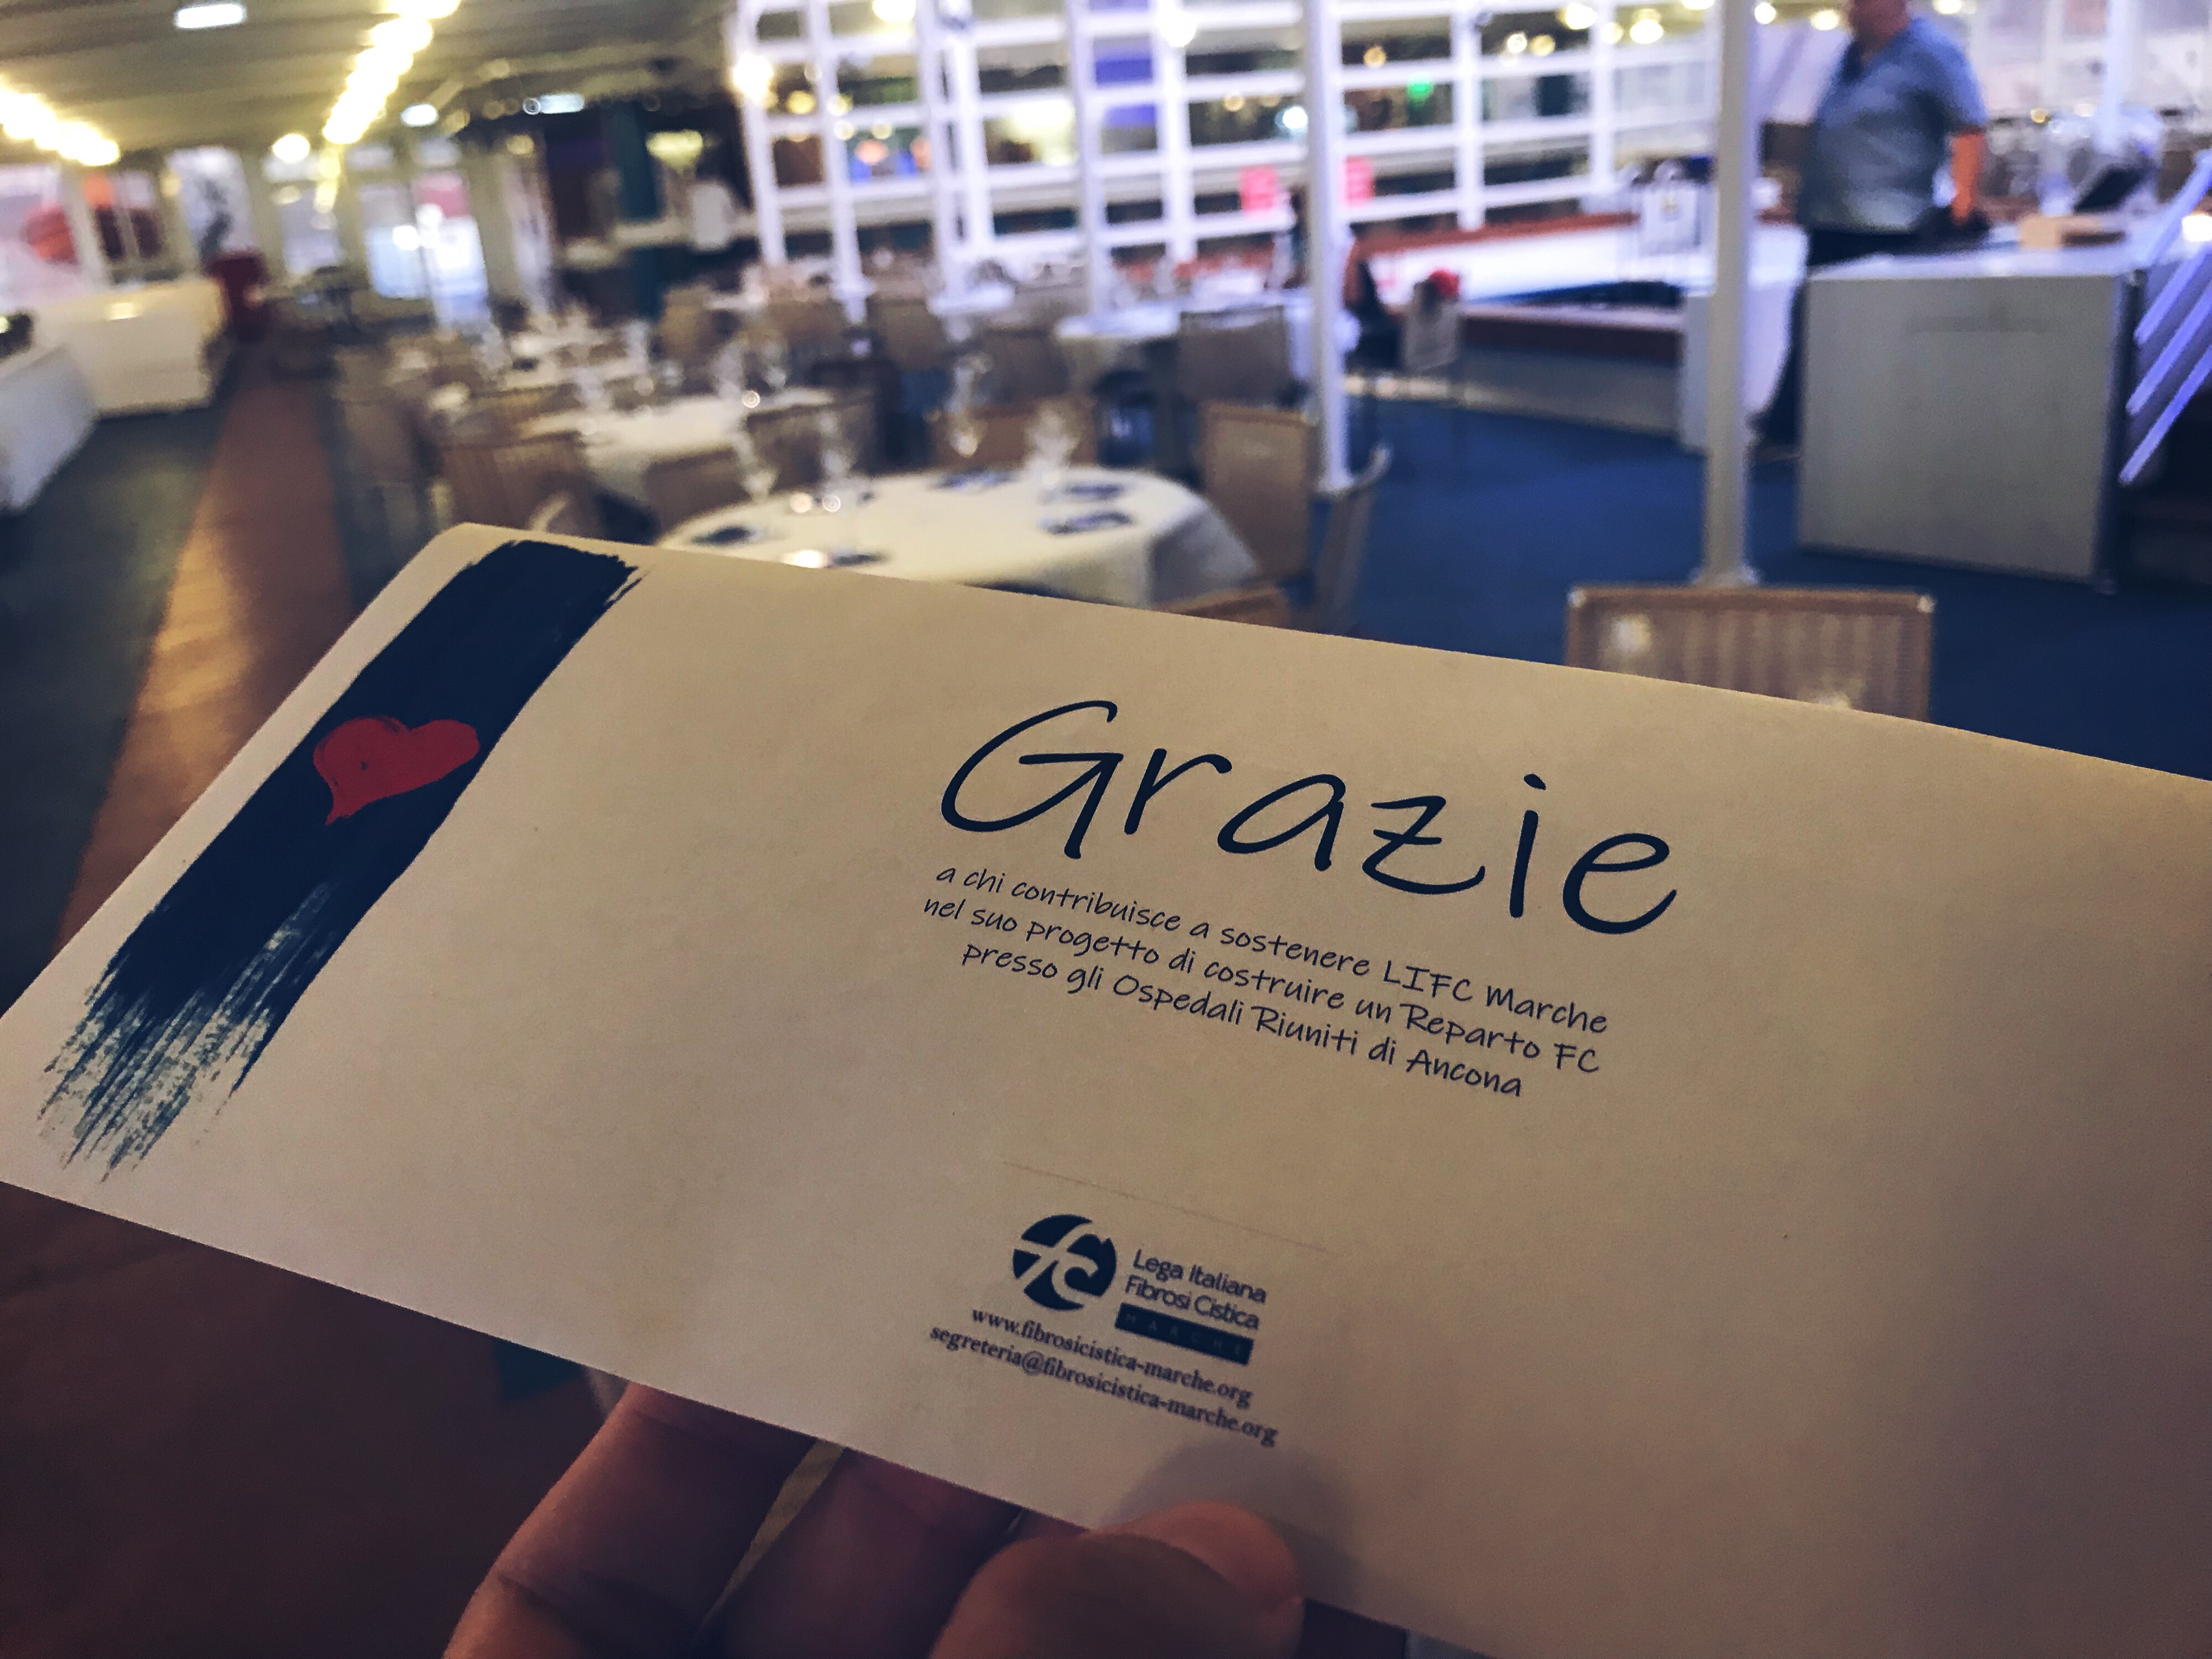 Grazie
a chi contribuisce a sostenere LIFC Marche
nel suo progetto di costruire un Reparto FC
presso gli Ospedali Riuniti di Ancona
fc
Lega Italiana
Fibrosi Cistica
MARCHE
www.fibrosicistica-marche.org
segreteria@fibrosicistica-marche.org